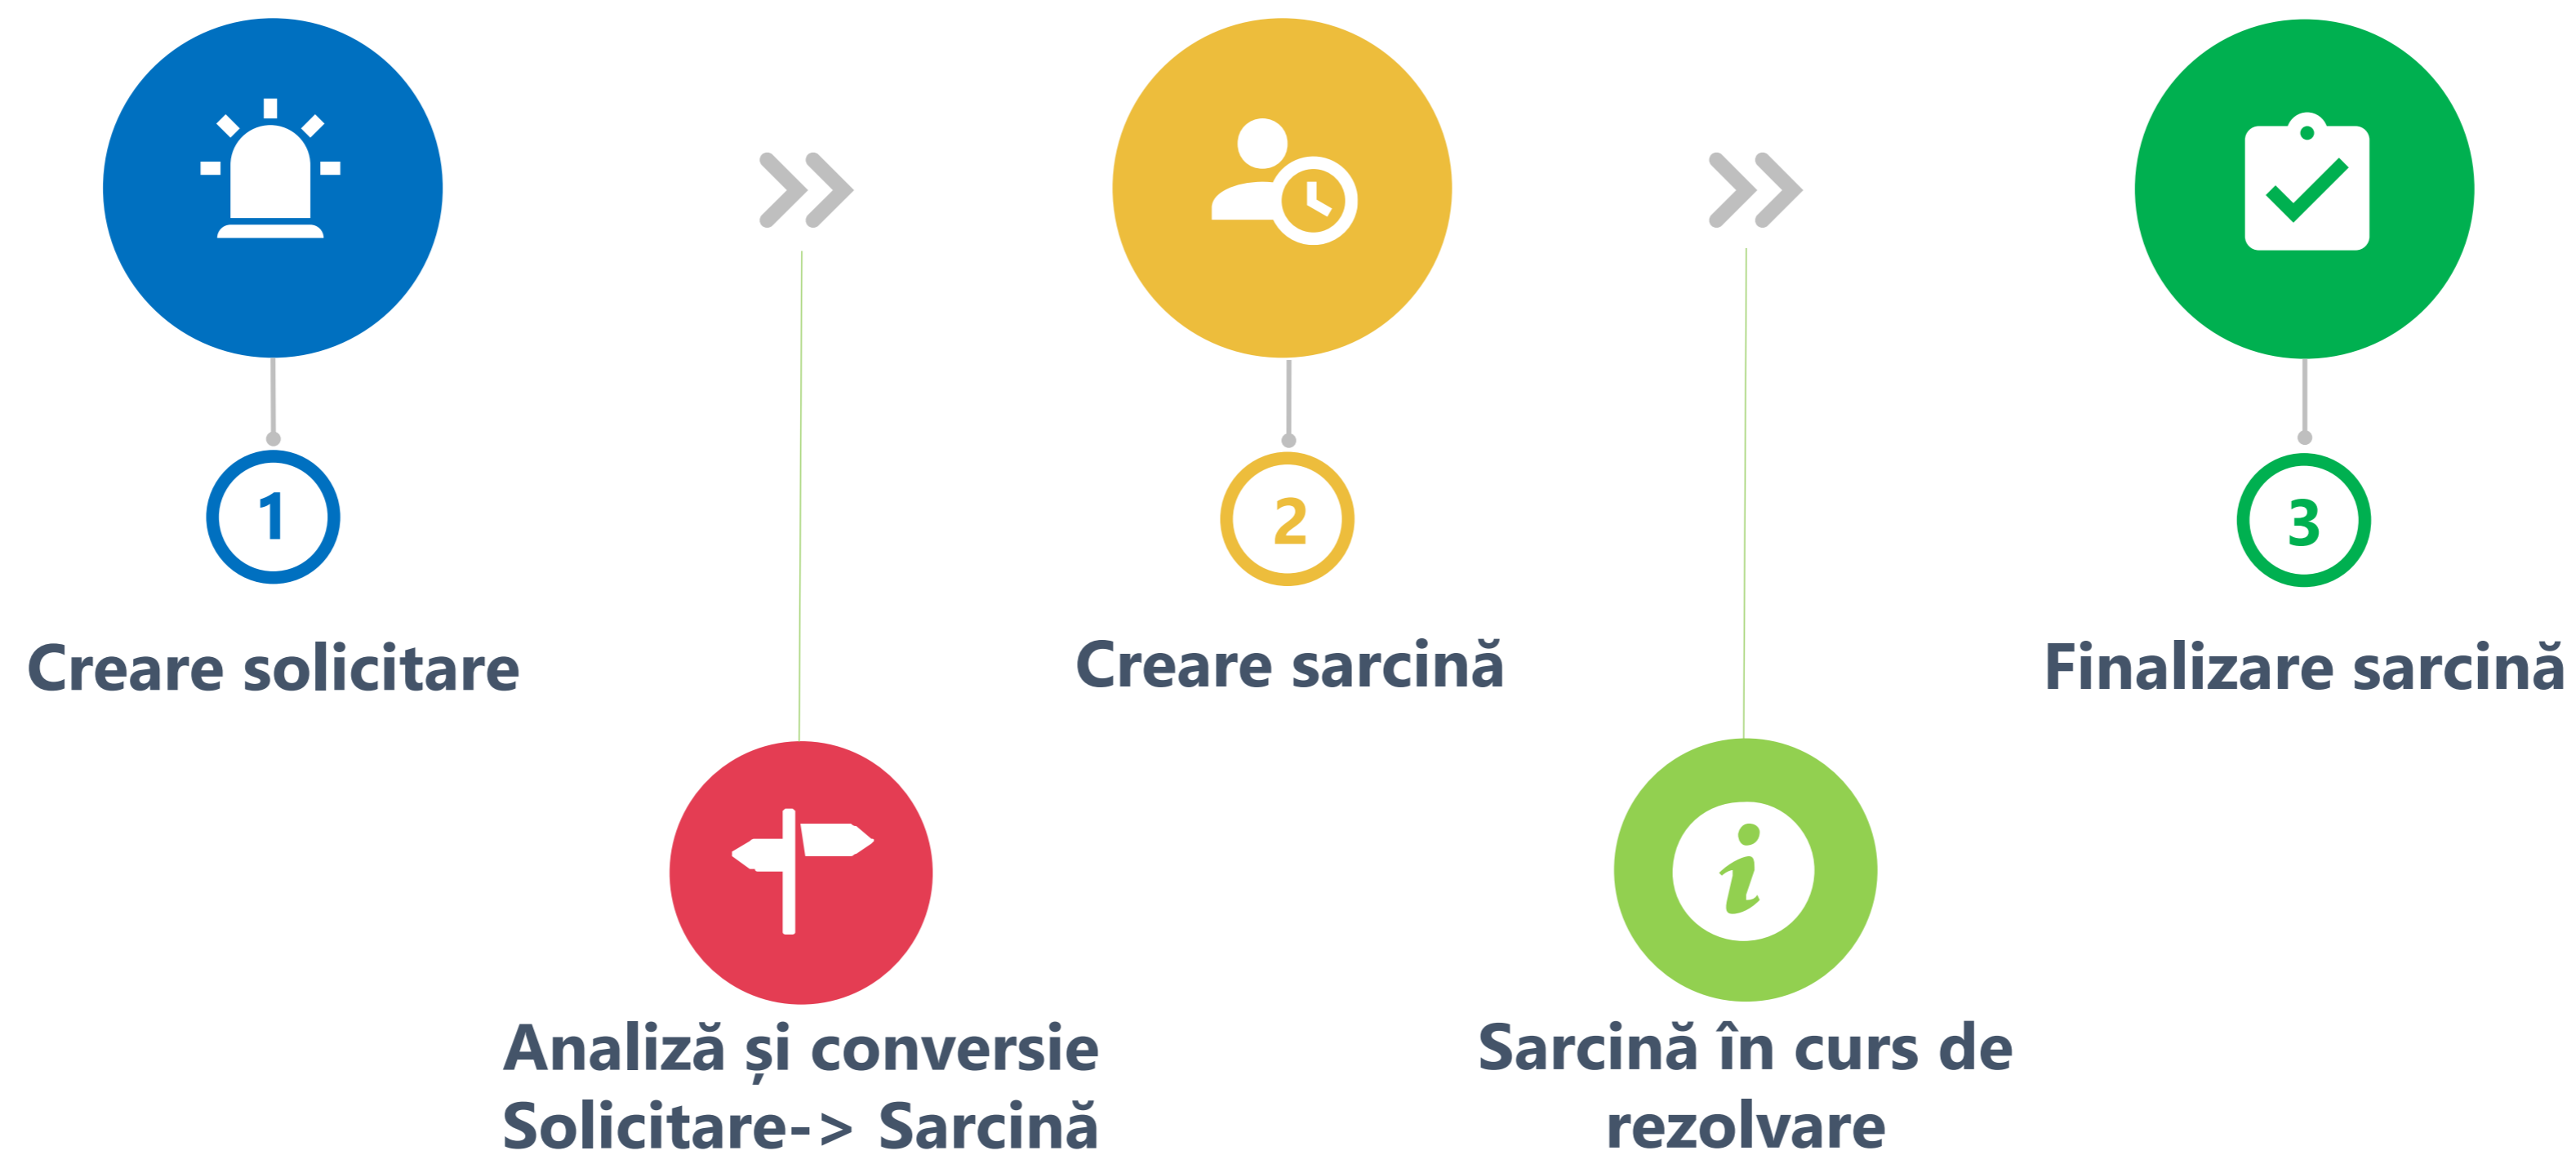 1
Creare solicitare
Analiză și conversie
Solicitare-> Sarcină
2
Creare sarcină
i
Sarcină în curs de
rezolvare
3
Finalizare sarcină